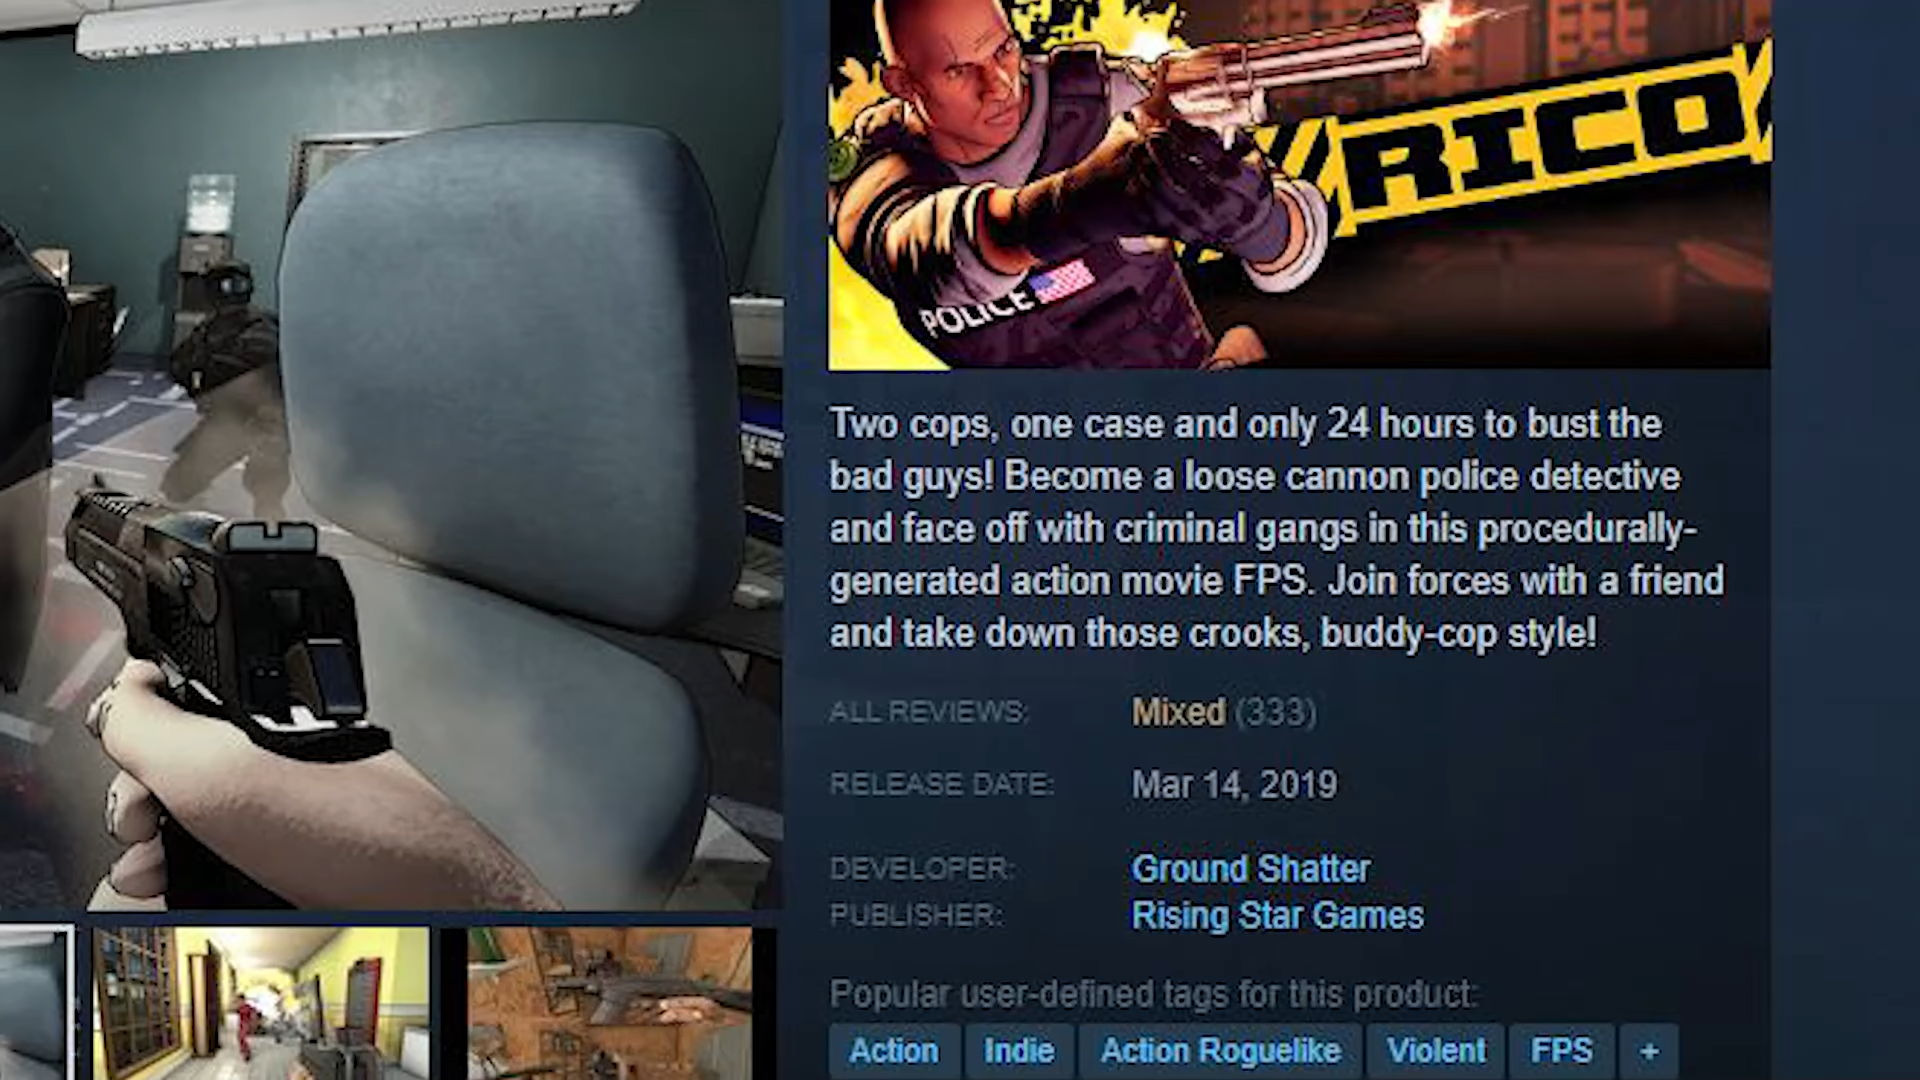 RICO
POLICE
Two cops, one case and only 24 hours to bust the
bad guys! Become a loose cannon police detective
and face off with criminal gangs in this procedurally-
generated action movie FPS. Join forces with a friend
and take down those crooks, buddy-cop style!
ALL REVIEWS: Mixed (333)
RELEASE DATE: Mar 14, 2019
DEVELOPER: Ground Shatter
PUBLISHER: Rising Star Games
Popular user-defined tags for this product:
Action Indie Action Roguelike Violent FPS +